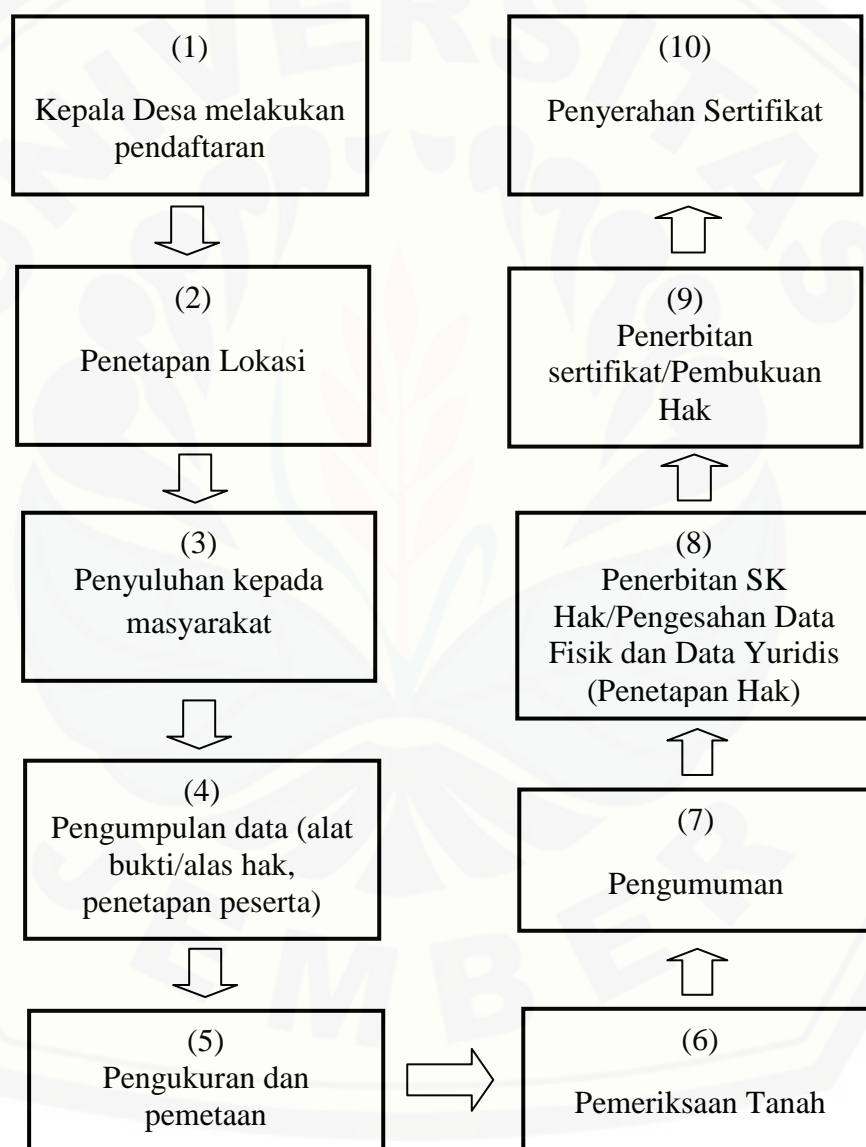 (1)
Kepala Desa melakukan
pendaftaran
(2)
Penetapan Lokasi
(3)
Penyuluhan kepada
masyarakat
(4)
Pengumpulan data (alat
bukti/alas hak,
penetapan peserta)
(5)
Pengukuran dan
pemetaan
(6)
Pemeriksaan Tanah
(7)
Pengumuman
(8)
Penerbitan SK
Hak/Pengesahan Data
Fisik dan Data Yuridis
(Penetapan Hak)
(9)
Penerbitan
sertifikat/Pembukuan
Hak
(10)
Penyerahan Sertifikat
UNIVERSITAS
JEMBER